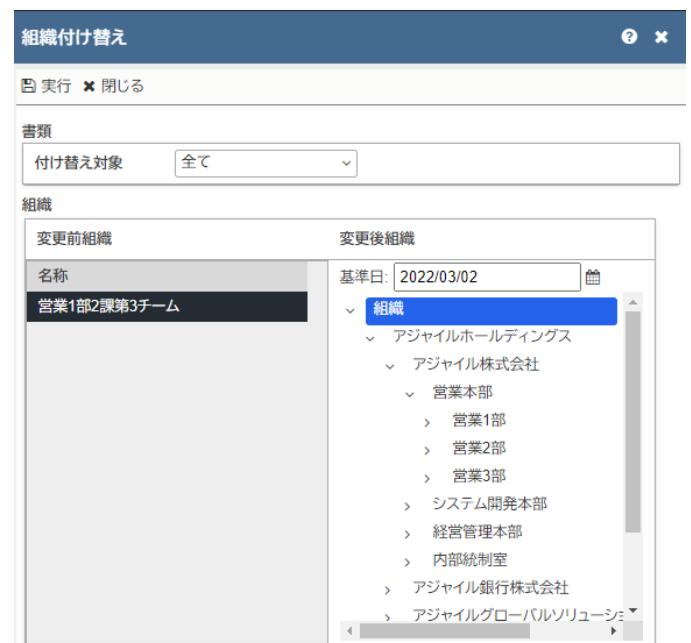 組織付け替え
実行 閉じる
書類
付け替え対象 全て
組織
変更前組織 変更後組織
名称 基準日: 2022/03/02
営業1部2課第3チーム
組織
アジャイルホールディングス
アジャイル株式会社
営業本部
営業1部
営業2部
営業3部
システム開発本部
経営管理本部
内部統制室
アジャイル銀行株式会社
アジャイルグローバルソリューショ